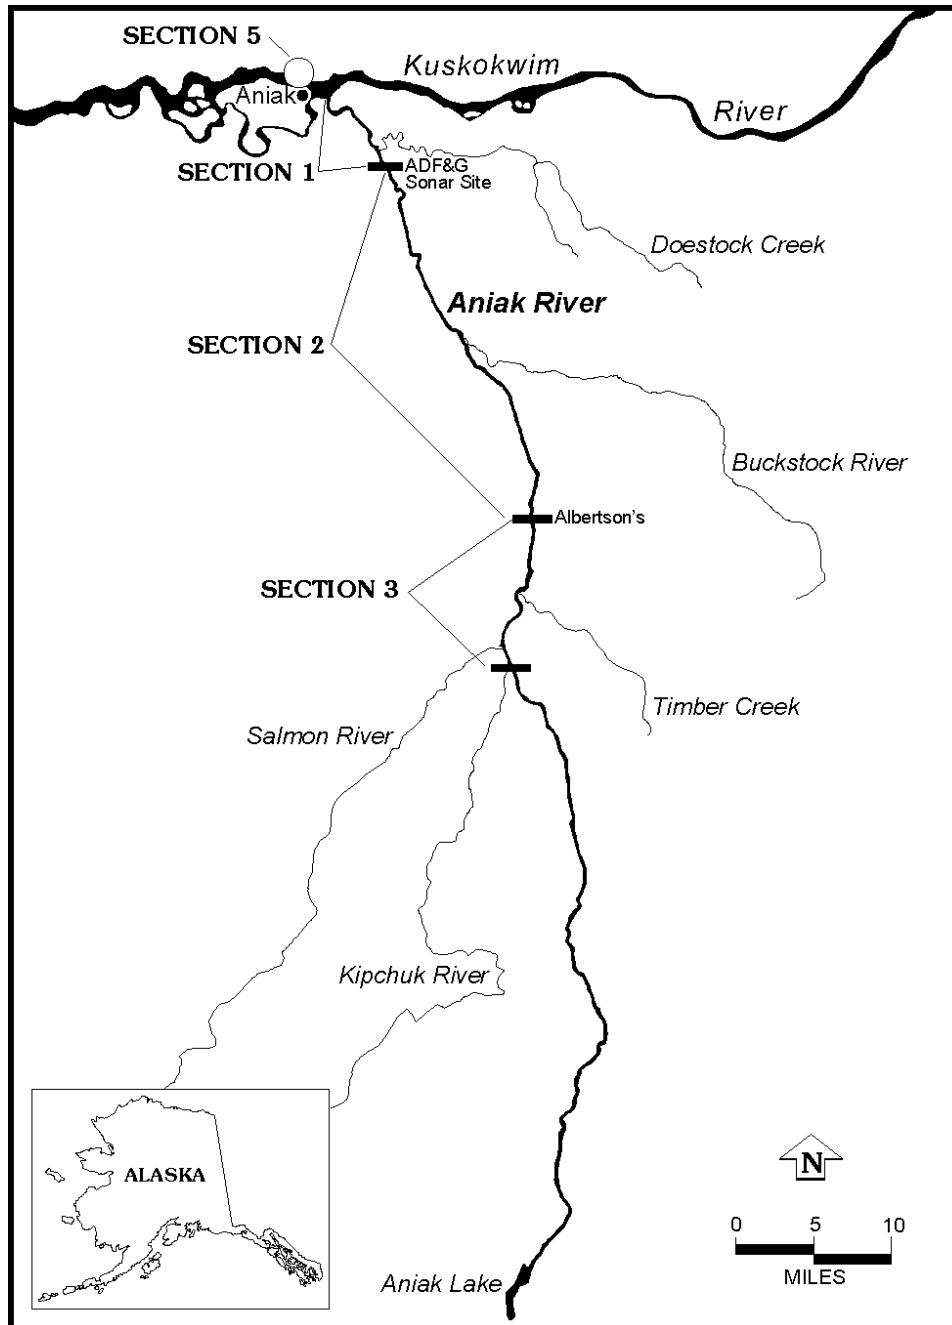 SECTION 5
Kuskokwim
River
Aniak
SECTION 1
ADF&G
Sonar Site
Doestock Creek
Aniak River
SECTION 2
Buckstock River
Albertson's
SECTION 3
Timber Creek
Salmon River
Kipchuk River
ALASKA
N
0 5 10
MILES
Aniak Lake